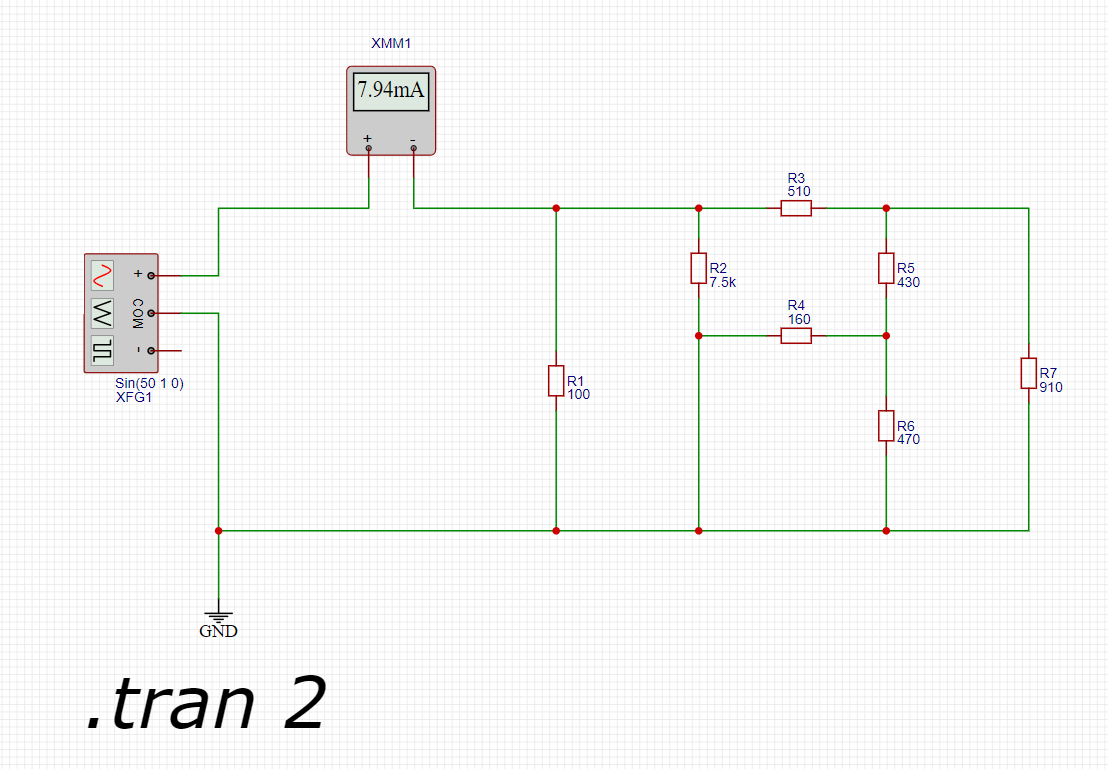 XMM1
7.94mA
+ -
R3
510
+
COM
-
Sin(50 1 0)
XFG1
R2
7.5k
R5
430
R4
160
R1
100
R7
910
R6
470
GND
.tran 2